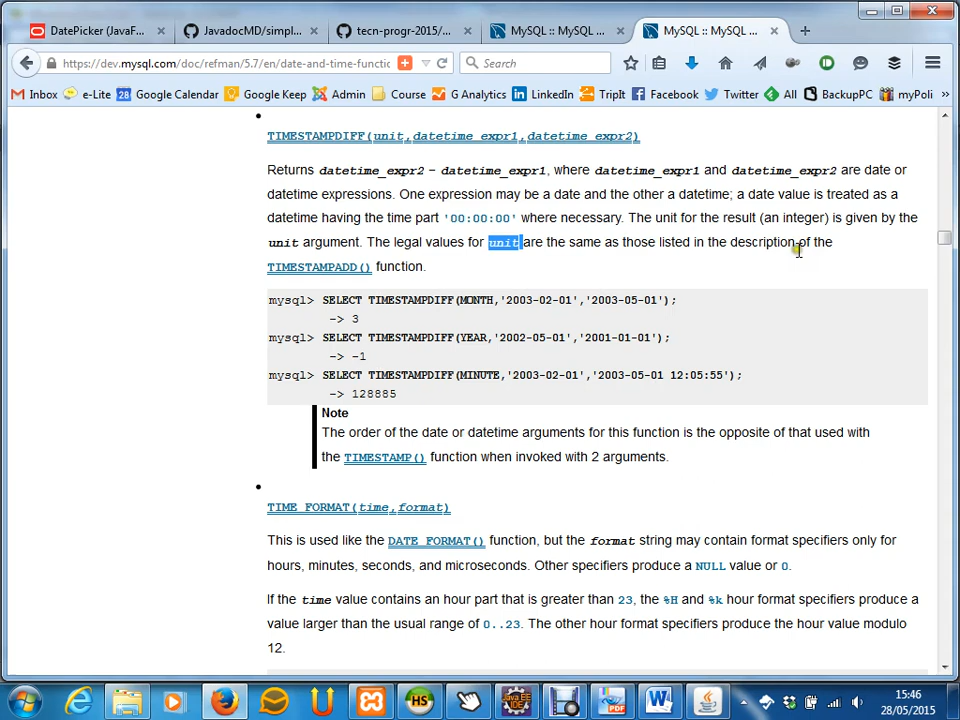 DatePicker (JavaF...
JavadocMD/simpl...
tecn-progr-2015/...
MySQL :: MySQL ...
MySQL :: MySQL ...
https://dev.mysql.com/doc/refman/5.7/en/date-and-time-functic
Search
Inbox
e-Lite
28 Google Calendar
Google Keep
Admin
Course
G Analytics
LinkedIn
TripIt
Facebook
Twitter
All
BackupPC
myPoli
»
TIMESTAMPDIFF(unit,datetime_expr1,datetime_expr2)
Returns datetime_expr2 − datetime_expr1, where datetime_expr1 and datetime_expr2 are date or
datetime expressions. One expression may be a date and the other a datetime; a date value is treated as a
datetime having the time part '00:00:00' where necessary. The unit for the result (an integer) is given by the
unit argument. The legal values for unit are the same as those listed in the description of the
TIMESTAMPADD() function.
mysql> SELECT TIMESTAMPDIFF(MONTH,'2003-02-01','2003-05-01');
-> 3
mysql> SELECT TIMESTAMPDIFF(YEAR,'2002-05-01','2001-01-01');
-> -1
mysql> SELECT TIMESTAMPDIFF(MINUTE,'2003-02-01','2003-05-01 12:05:55');
-> 128885
Note
The order of the date or datetime arguments for this function is the opposite of that used with
the TIMESTAMP() function when invoked with 2 arguments.
TIME_FORMAT(time,format)
This is used like the DATE_FORMAT() function, but the format string may contain format specifiers only for
hours, minutes, seconds, and microseconds. Other specifiers produce a NULL value or 0.
If the time value contains an hour part that is greater than 23, the %H and %k hour format specifiers produce a
value larger than the usual range of 0..23. The other hour format specifiers produce the hour value modulo
12.
HS
Java EE
IDE
PDF
W
15:46
28/05/2015